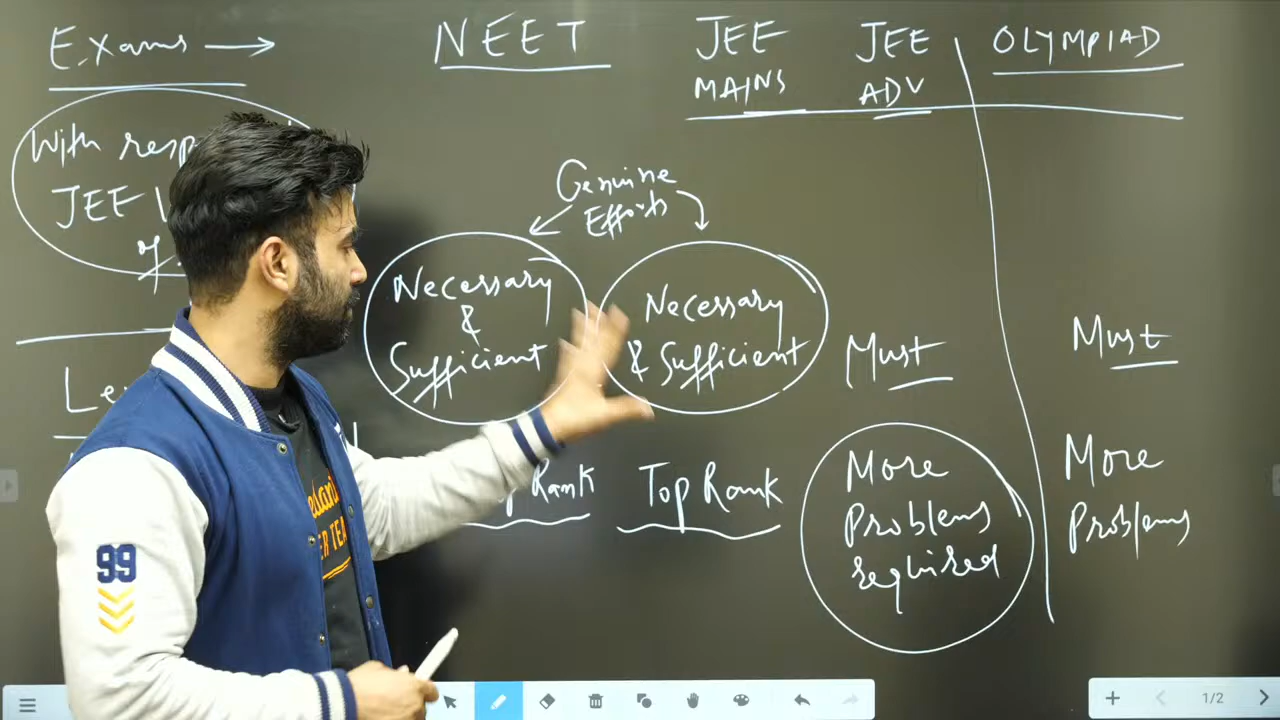 Exams →
NEET
JEE
MAINS
JEE
ADV
OLYMPIAD
With
JEE
Genuine
Efforts
Necessary
&
Sufficient
Necessary
& Sufficient
Must
Must
Rank
Top Rank
More
Problems
required
More
Problems
99
1/2